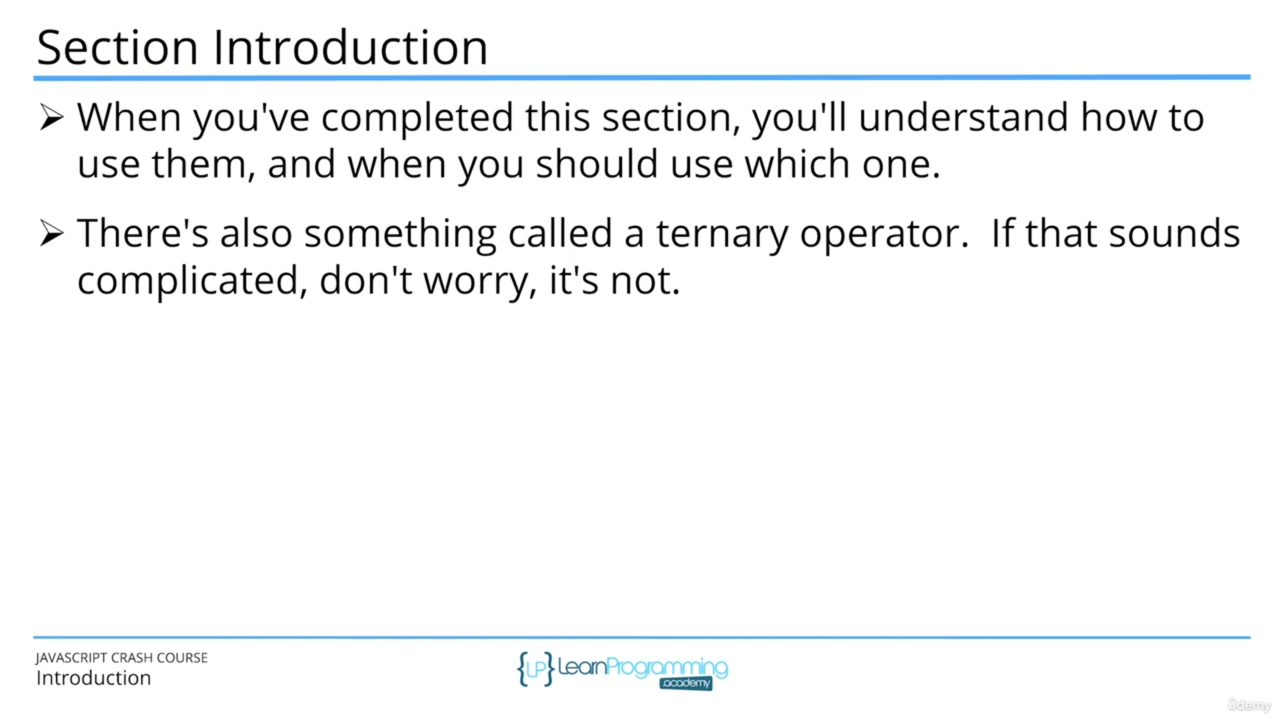 Section Introduction
When you've completed this section, you'll understand how to
use them, and when you should use which one.
There's also something called a ternary operator.  If that sounds
complicated, don't worry, it's not.
JAVASCRIPT CRASH COURSE
Introduction
{LP} LearnProgramming
.academy
ûdemy